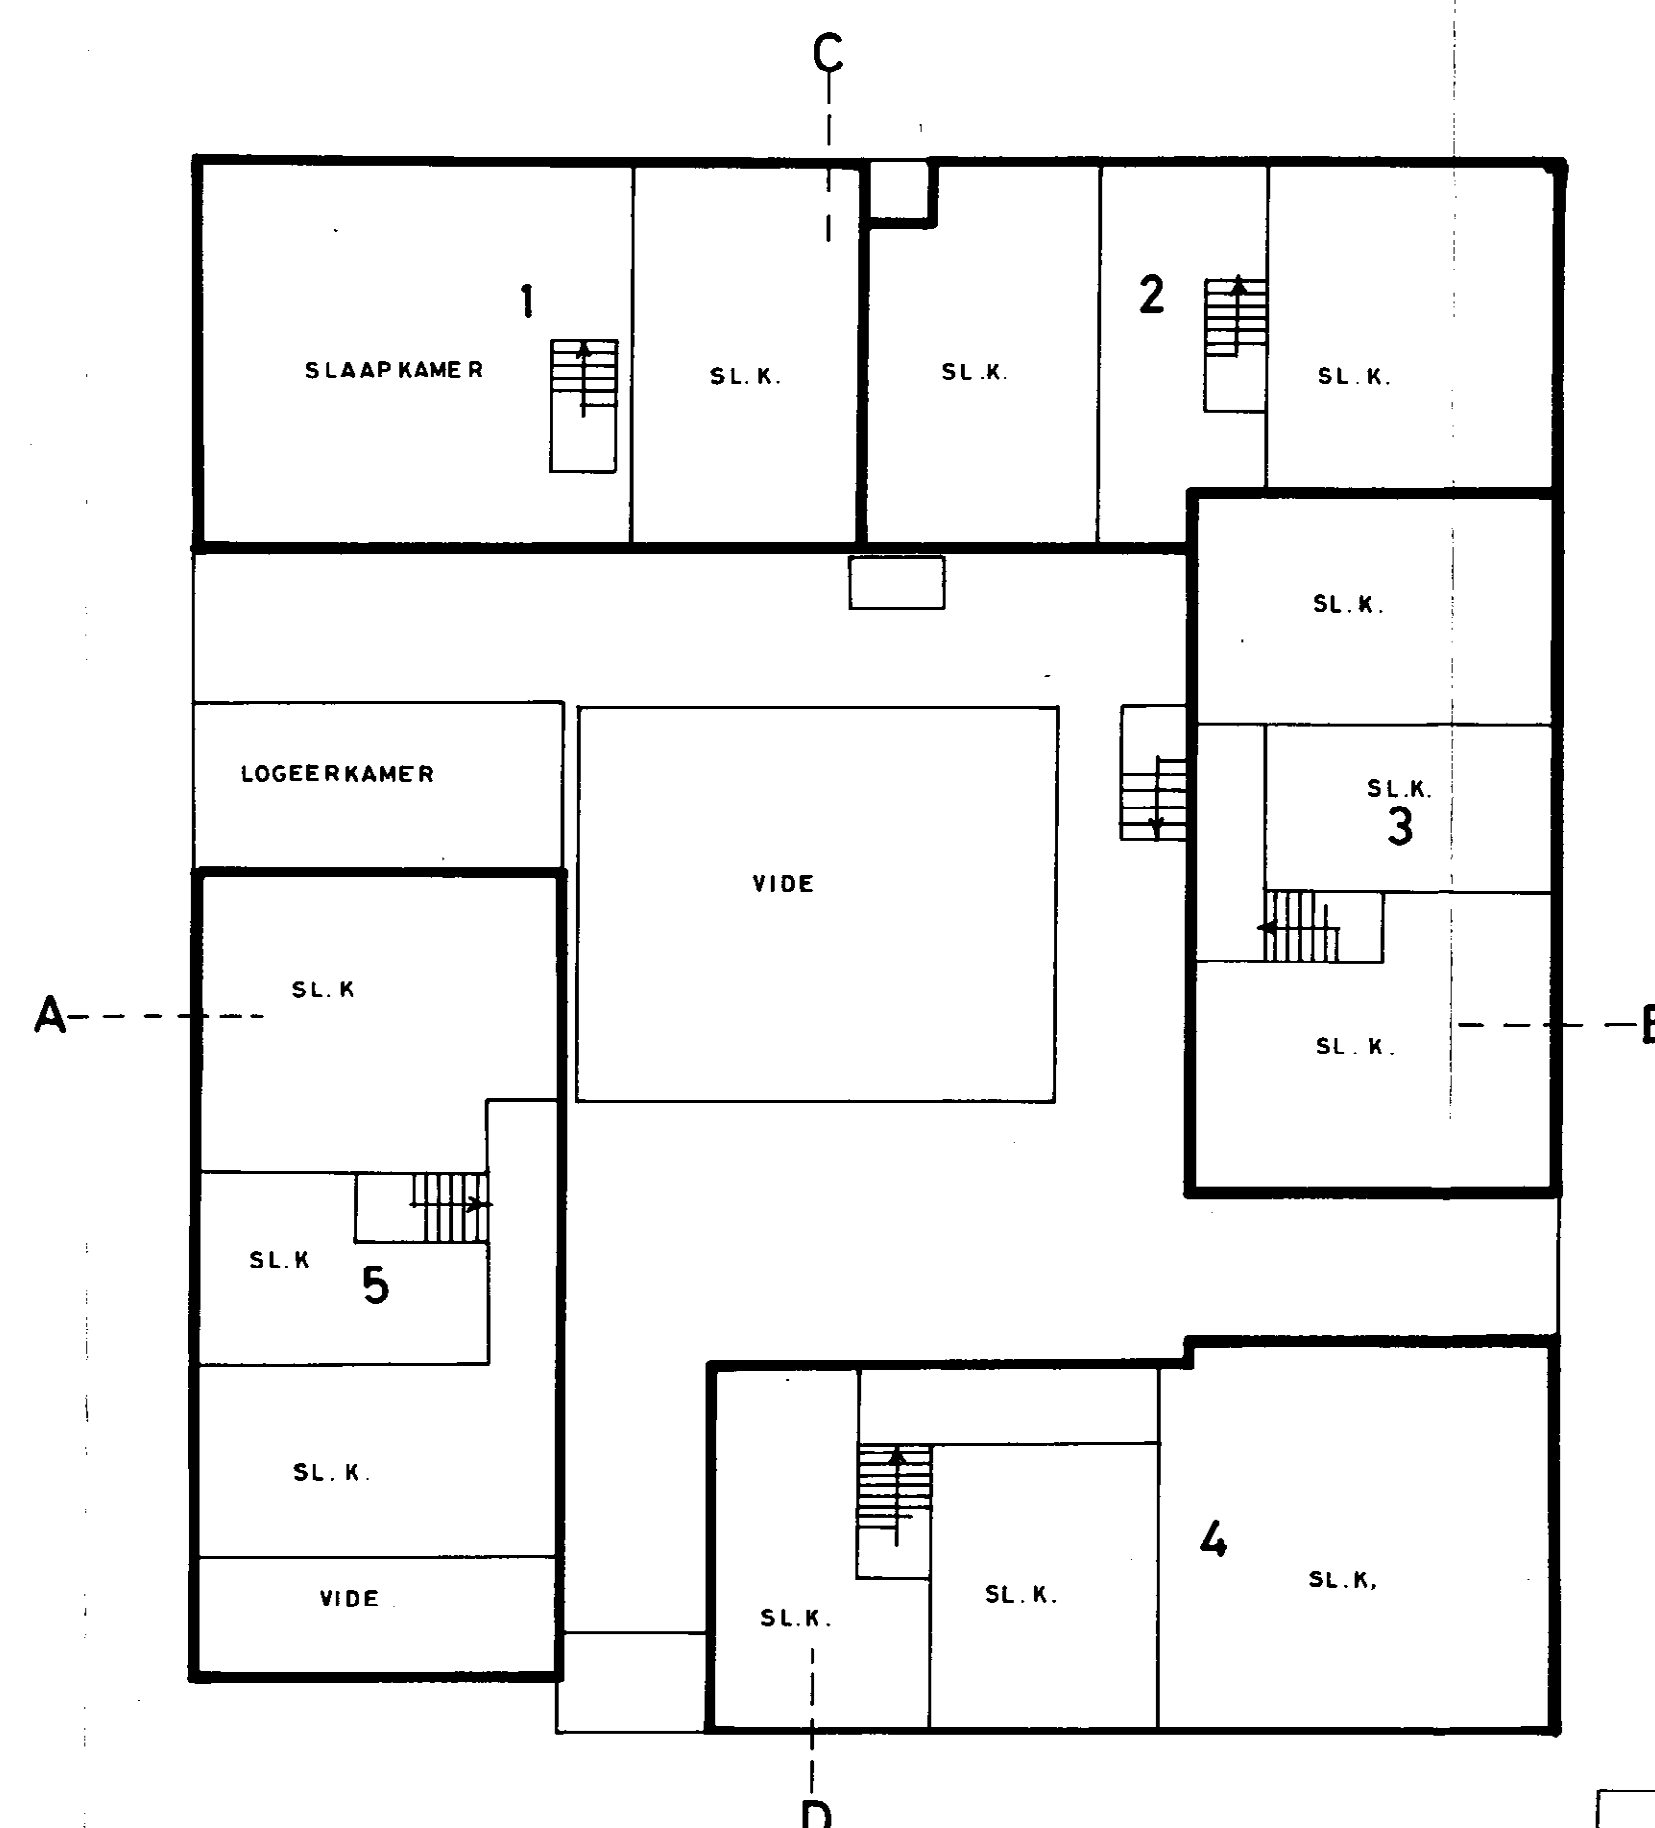 C
1
2
SLAAPKAMER
SL.K.
SL.K.
SL.K.
SL.K.
LOGEERKAMER
SL.K.
3
VIDE
SL.K
A
SL.K.
SL.K
5
SL.K.
4
SL.K,
SL.K.
VIDE
SL.K.
D